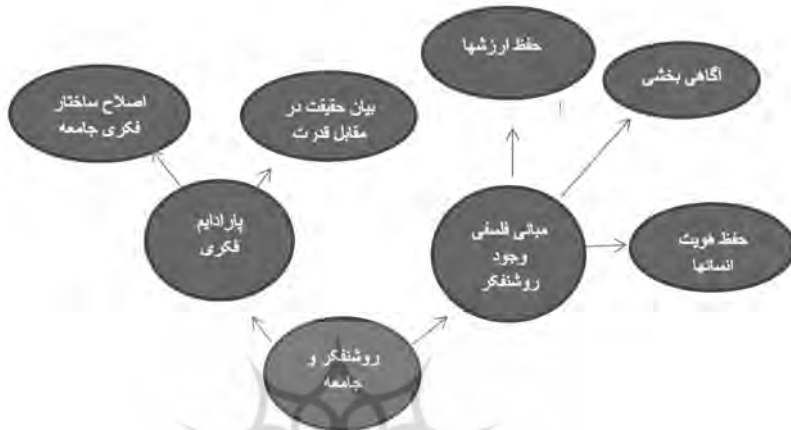 حفظ ارزشها
اگاهی بخشی
اصلاح ساختار
فکری جامعه
بیان حقیقت در
مقابل قدرت
پارادایم
فکری
مبانی فلسفی
وجود
روشنفکر
حفظ هویت
انسانها
روشنفکر و
جامعه